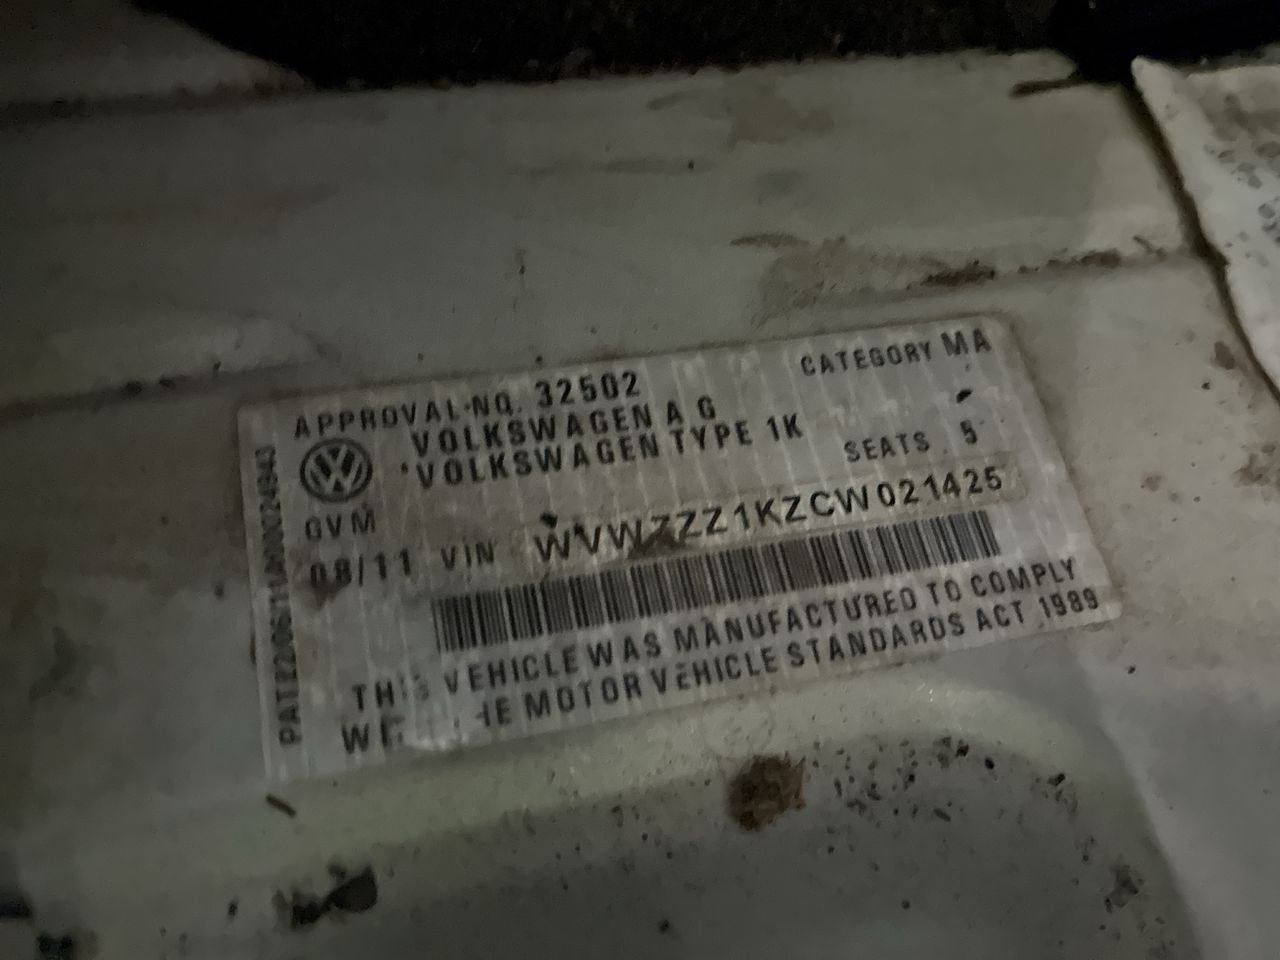 APPROVAL NO. 32502
CATEGORY MA
VOLKSWAGEN A G
VOLKSWAGEN TYPE 1K
SEATS 5
GVM
08/11 VIN WVWZZZ1KZCW021425
THIS VEHICLE WAS MANUFACTURED TO COMPLY
THE MOTOR VEHICLE STANDARDS ACT 1989